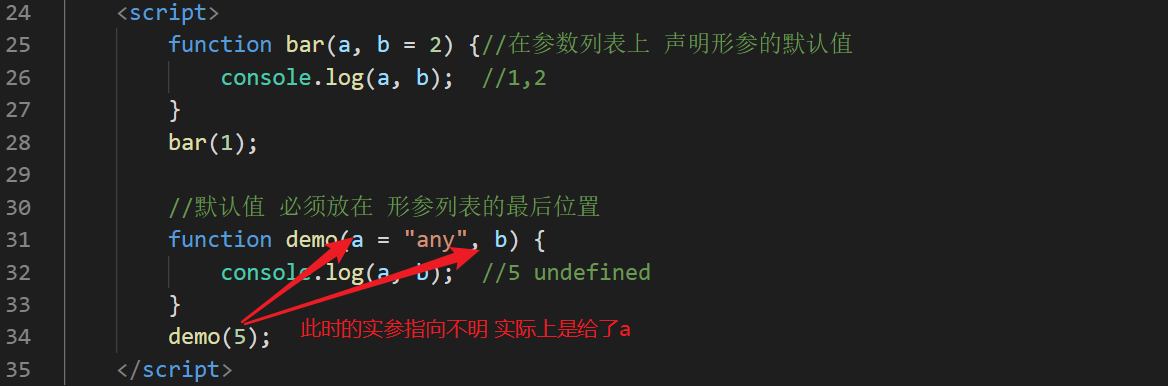 24 <script>
25 function bar(a, b = 2) {//在参数列表上 声明形参的默认值
26 console.log(a, b); //1,2
27 }
28 bar(1);
29
30 //默认值 必须放在 形参列表的最后位置
31 function demo(a = "any", b) {
32 console.log(a, b); //5 undefined
33 }
34 demo(5); 此时的实参指向不明 实际上是给了a
35 </script>